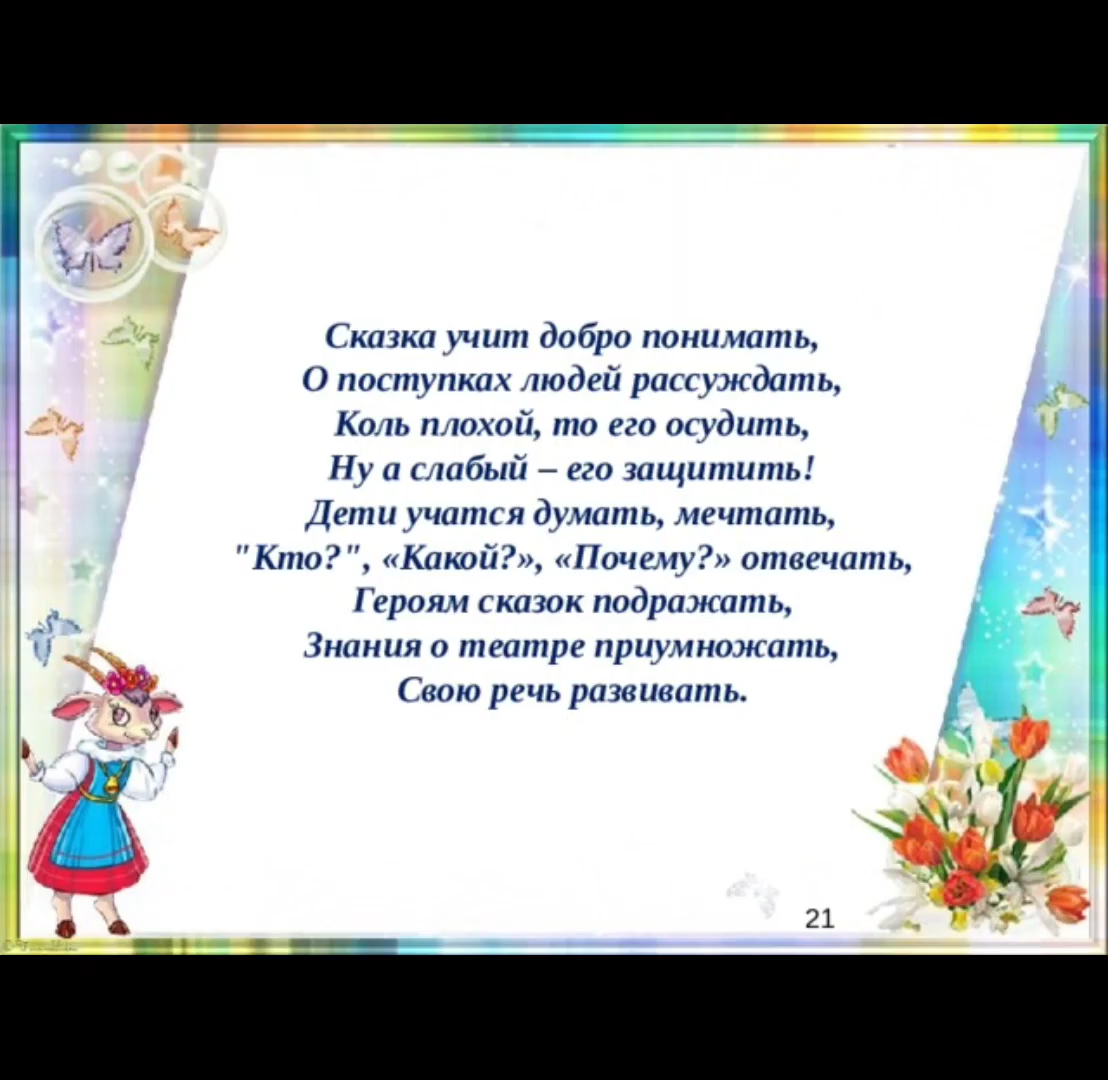 Сказка учит добро понимать,
О поступках людей рассуждать,
Коль плохой, то его осудить,
Ну а слабый – его защитить!
Дети учатся думать, мечтать,
"Кто?", «Какой?», «Почему?» отвечать,
Героям сказок подражать,
Знания о театре приумножать,
Свою речь развивать.
21